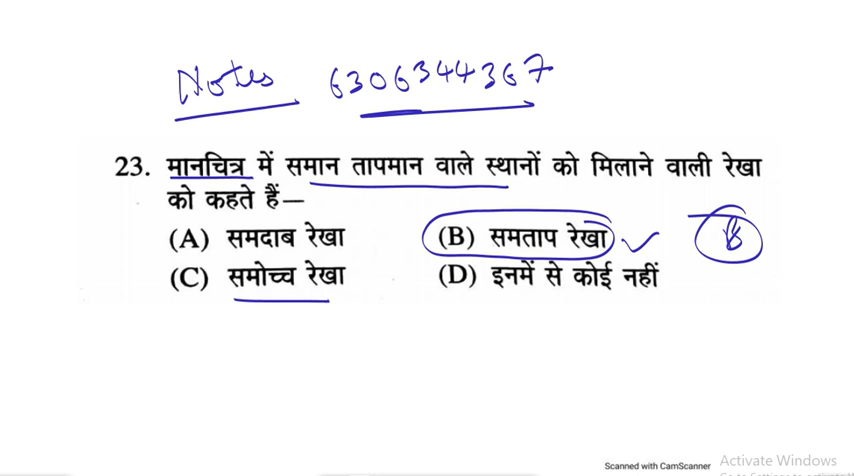 Notes 6306344367
23. मानचित्र में समान तापमान वाले स्थानों को मिलाने वाली रेखा
को कहते हैं—
(A) समदाब रेखा (B) समताप रेखा B
(C) समोच्च रेखा (D) इनमें से कोई नहीं
Scanned with CamScanner Activate Windows